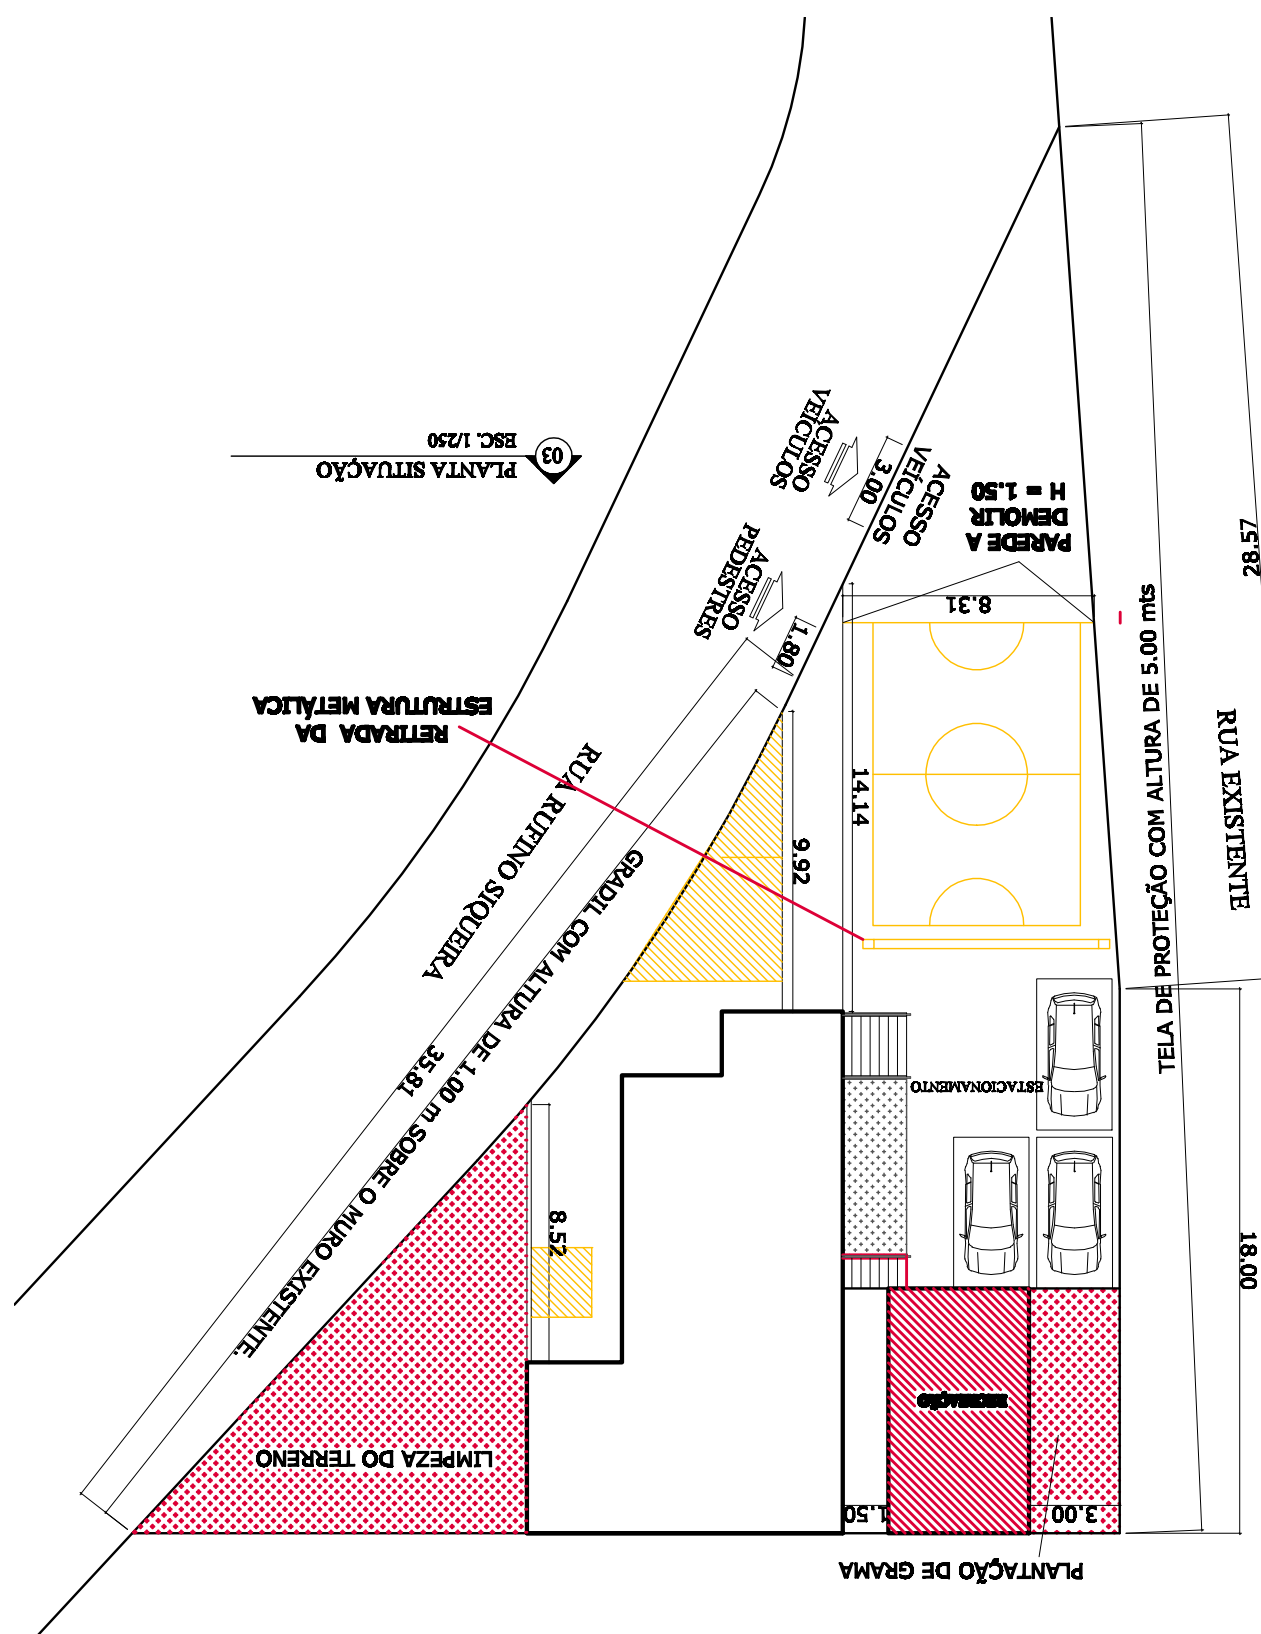 ACESSO
VEÍCULOS
3.00
ACESSO
VEÍCULOS
PAREDE A
DEMOLIR
H = 1.50
03
PLANTA SITUAÇÃO
ESC. 1/250
ACESSO
PEDESTRES
1.80
8.31
28.57
RETIRADA DA
ESTRUTURA METÁLICA
RUA RUFINO SIQUEIRA
35.81
GRADIL COM ALTURA DE 1.00 m SOBRE O MURO EXISTENTE.
9.92
14.14
TELA DE PROTEÇÃO COM ALTURA DE 5.00 mts
RUA EXISTENTE
ESTACIONAMENTO
8.52
18.00
RECREAÇÃO
LIMPEZA DO TERRENO
1.50
3.00
PLANTAÇÃO DE GRAMA